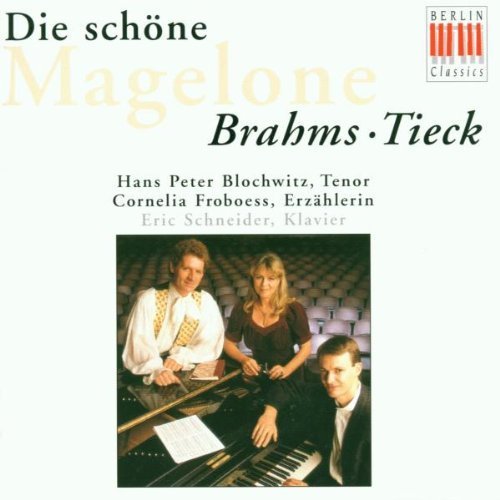 Die schöne
Magelone
Brahms · Tieck
BERLIN
Classics
Hans Peter Blochwitz, Tenor
Cornelia Froboess, Erzählerin
Eric Schneider, Klavier